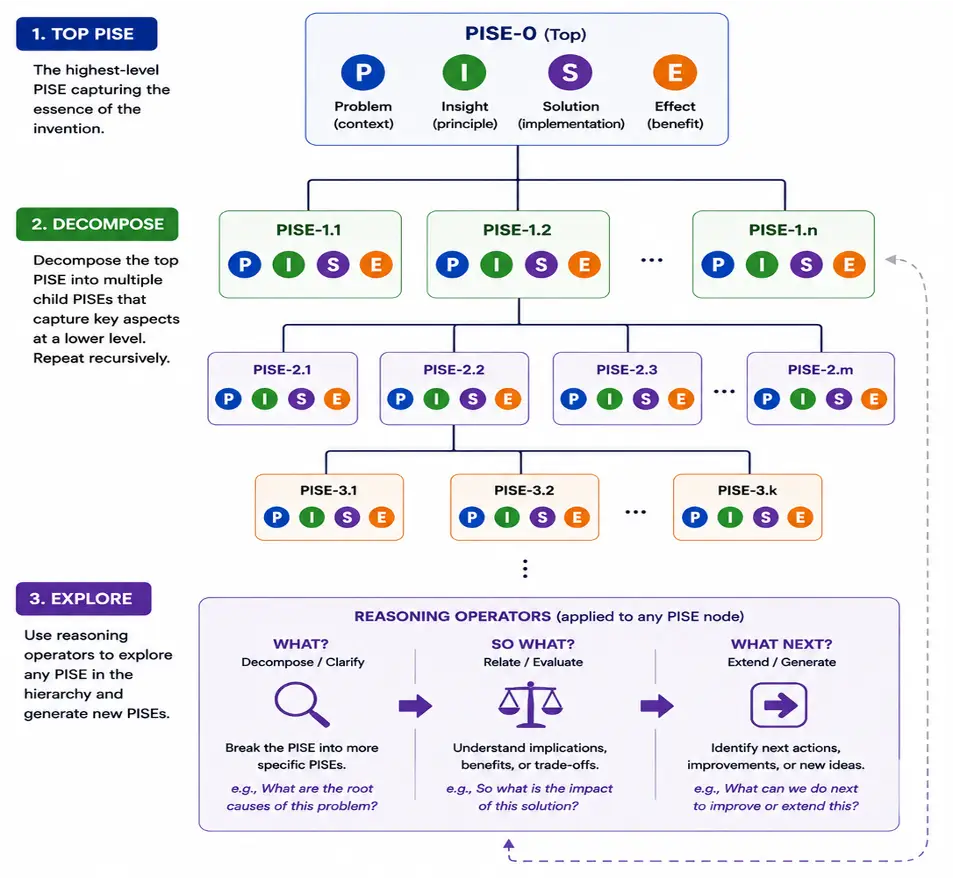 1. TOP PISE
The highest-level
PISE capturing the
essence of the
invention.
PISE-0 (Top)
P I S E
Problem Insight Solution Effect
(context) (principle) (implementation) (benefit)
2. DECOMPOSE
Decompose the top
PISE into multiple
child PISEs that
capture key aspects
at a lower level.
Repeat recursively.
PISE-1.1 PISE-1.2 PISE-1.n
P I S E P I S E ... P I S E
PISE-2.1 PISE-2.2 PISE-2.3 PISE-2.m
P I S E P I S E P I S E ... P I S E
PISE-3.1 PISE-3.2 PISE-3.k
P I S E P I S E ... P I S E
3. EXPLORE
Use reasoning
operators to explore
any PISE in the
hierarchy and
generate new PISEs.
REASONING OPERATORS (applied to any PISE node)
WHAT?
Decompose / Clarify
Break the PISE into more
specific PISEs.
e.g., What are the root
causes of this problem?
SO WHAT?
Relate / Evaluate
Understand implications,
benefits, or trade-offs.
e.g., So what is the impact
of this solution?
WHAT NEXT?
Extend / Generate
Identify next actions,
improvements, or new ideas.
e.g., What can we do next
to improve or extend this?